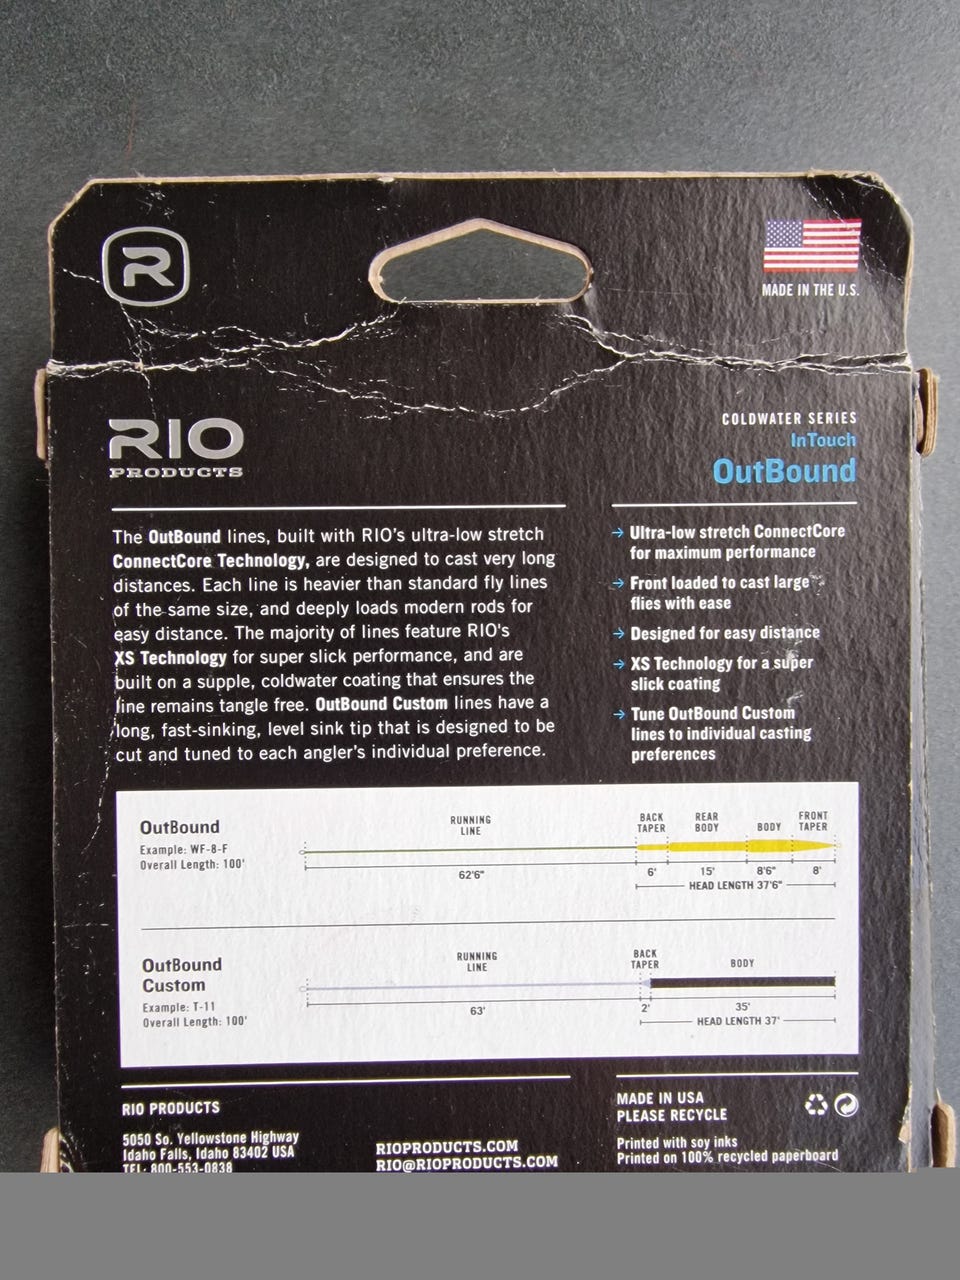 R
MADE IN THE U.S.
RIO
PRODUCTS
COLDWATER SERIES
InTouch
OutBound
The OutBound lines, built with RIO's ultra-low stretch
ConnectCore Technology, are designed to cast very long
distances. Each line is heavier than standard fly lines
of the same size, and deeply loads modern rods for
easy distance. The majority of lines feature RIO's
XS Technology for super slick performance, and are
built on a supple, coldwater coating that ensures the
line remains tangle free. OutBound Custom lines have a
long, fast-sinking, level sink tip that is designed to be
cut and tuned to each angler's individual preference.
→ Ultra-low stretch ConnectCore
for maximum performance
→ Front loaded to cast large
flies with ease
→ Designed for easy distance
→ XS Technology for a super
slick coating
→ Tune OutBound Custom
lines to individual casting
preferences
OutBound
Example: WF-8-F
Overall Length: 100'
RUNNING
LINE
BACK
TAPER
REAR
BODY
BODY
FRONT
TAPER
62'6"
6'
15'
8'6"
8'
HEAD LENGTH 37'6"
OutBound
Custom
Example: T-11
Overall Length: 100'
RUNNING
LINE
BACK
TAPER
BODY
63'
2'
35'
HEAD LENGTH 37'
RIO PRODUCTS
5050 So. Yellowstone Highway
Idaho Falls, Idaho 83402 USA
TEL: 800-553-0838
RIOPRODUCTS.COM
RIO@RIOPRODUCTS.COM
MADE IN USA
PLEASE RECYCLE
Printed with soy inks
Printed on 100% recycled paperboard